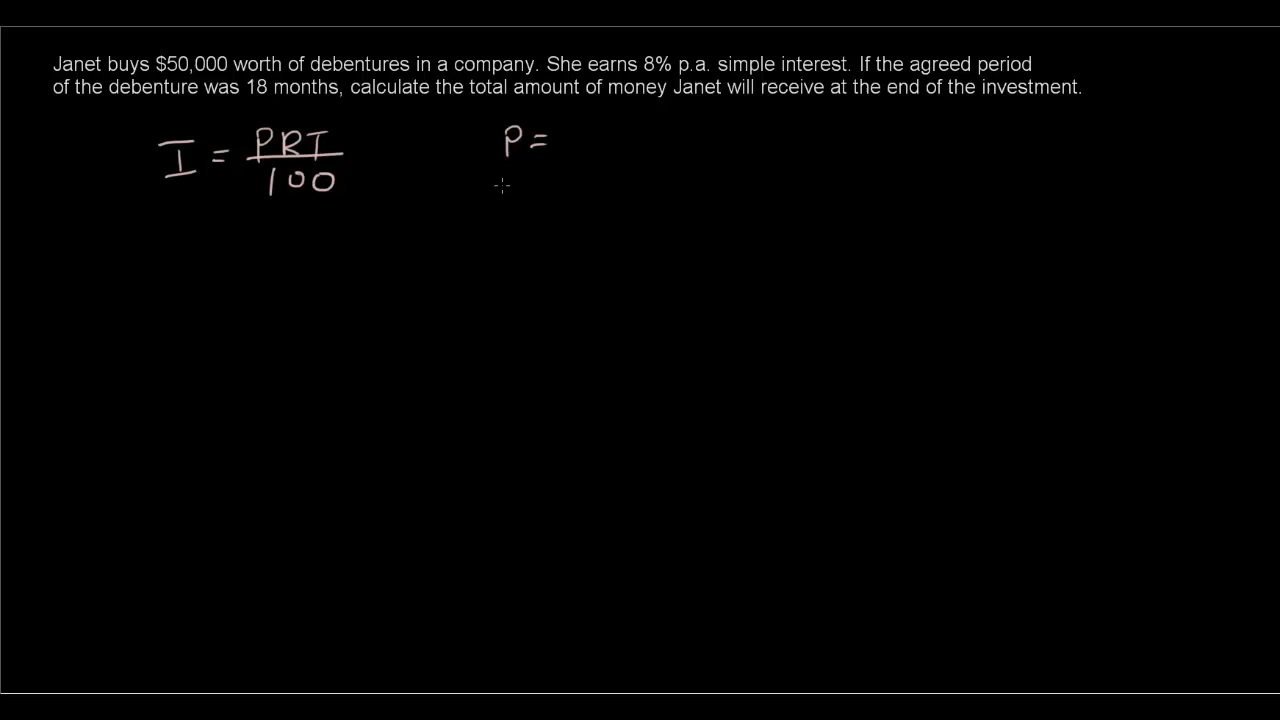 Janet buys $50,000 worth of debentures in a company. She earns 8% p.a. simple interest. If the agreed period
of the debenture was 18 months, calculate the total amount of money Janet will receive at the end of the investment.
I = PRT
100
P =